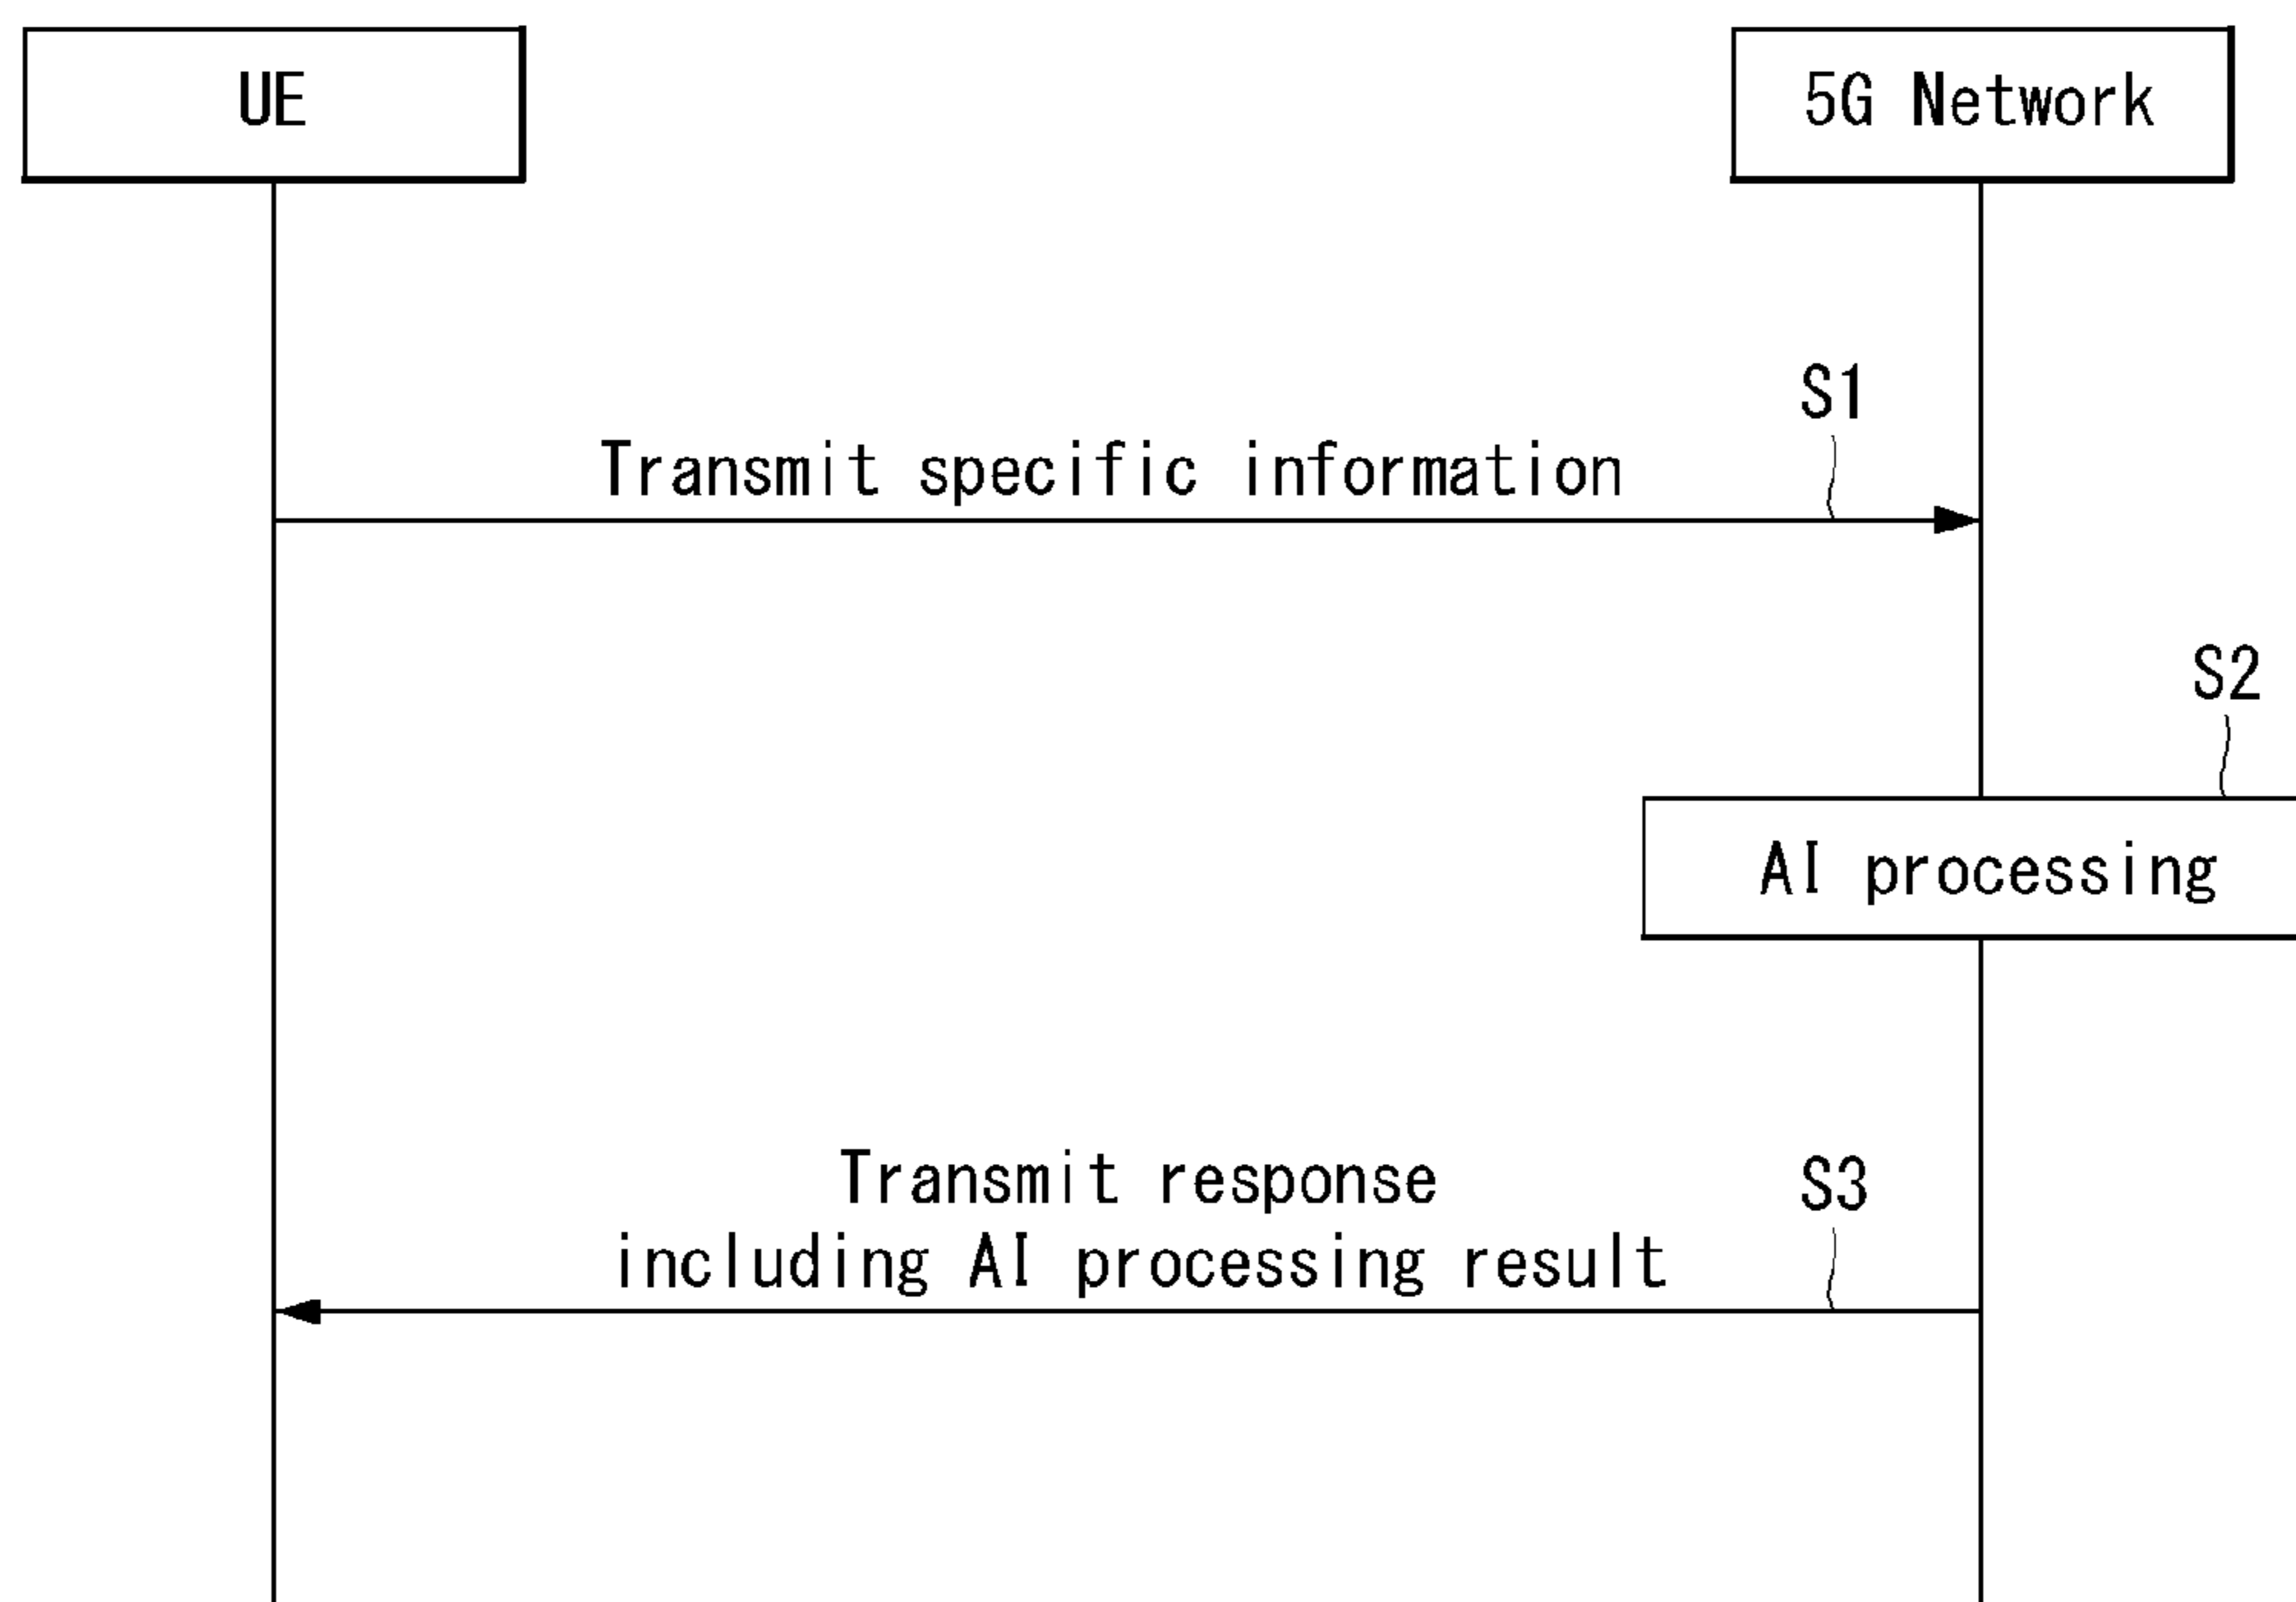 UE
5G Network
S1
Transmit specific information
S2
AI processing
Transmit response
S3
including AI processing result